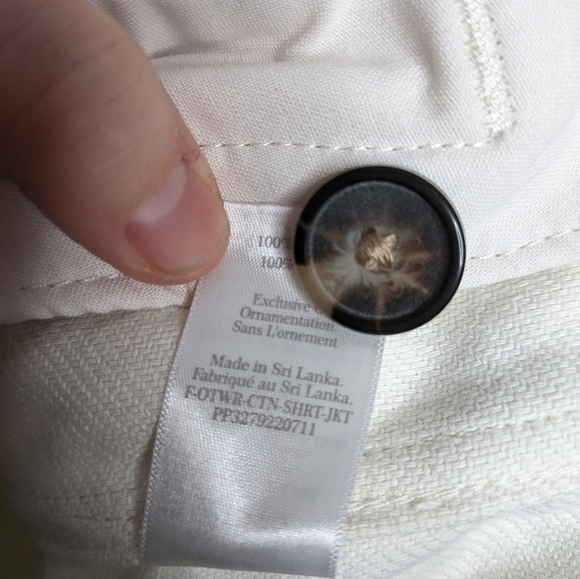 100%
100%
Exclusive
Ornamentation.
Sans L'ornement
Made in Sri Lanka.
Fabriqué au Sri Lanka.
F-OTWR-CTN-SHRT-JKT
PP3279220711